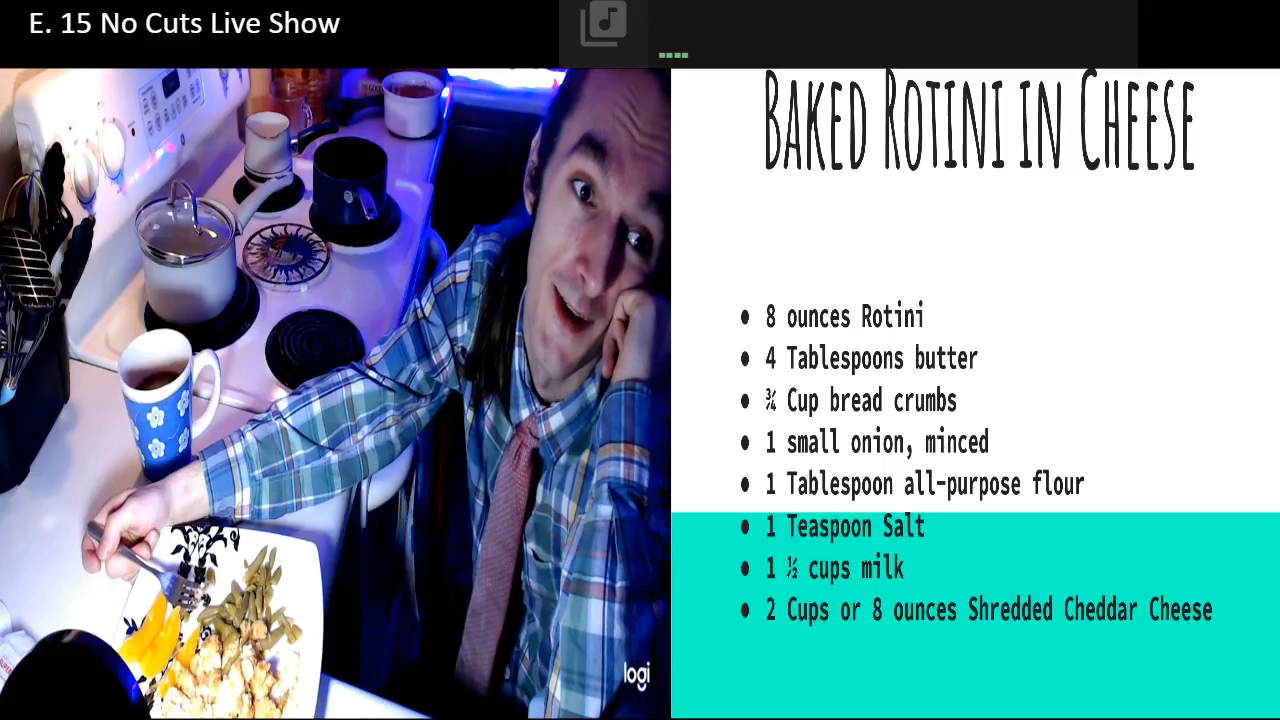 E. 15 No Cuts Live Show
BAKED ROTINI IN CHEESE
• 8 ounces Rotini
• 4 Tablespoons butter
• ¾ Cup bread crumbs
• 1 small onion, minced
• 1 Tablespoon all-purpose flour
• 1 Teaspoon Salt
• 1 ½ cups milk
• 2 Cups or 8 ounces Shredded Cheddar Cheese
logi